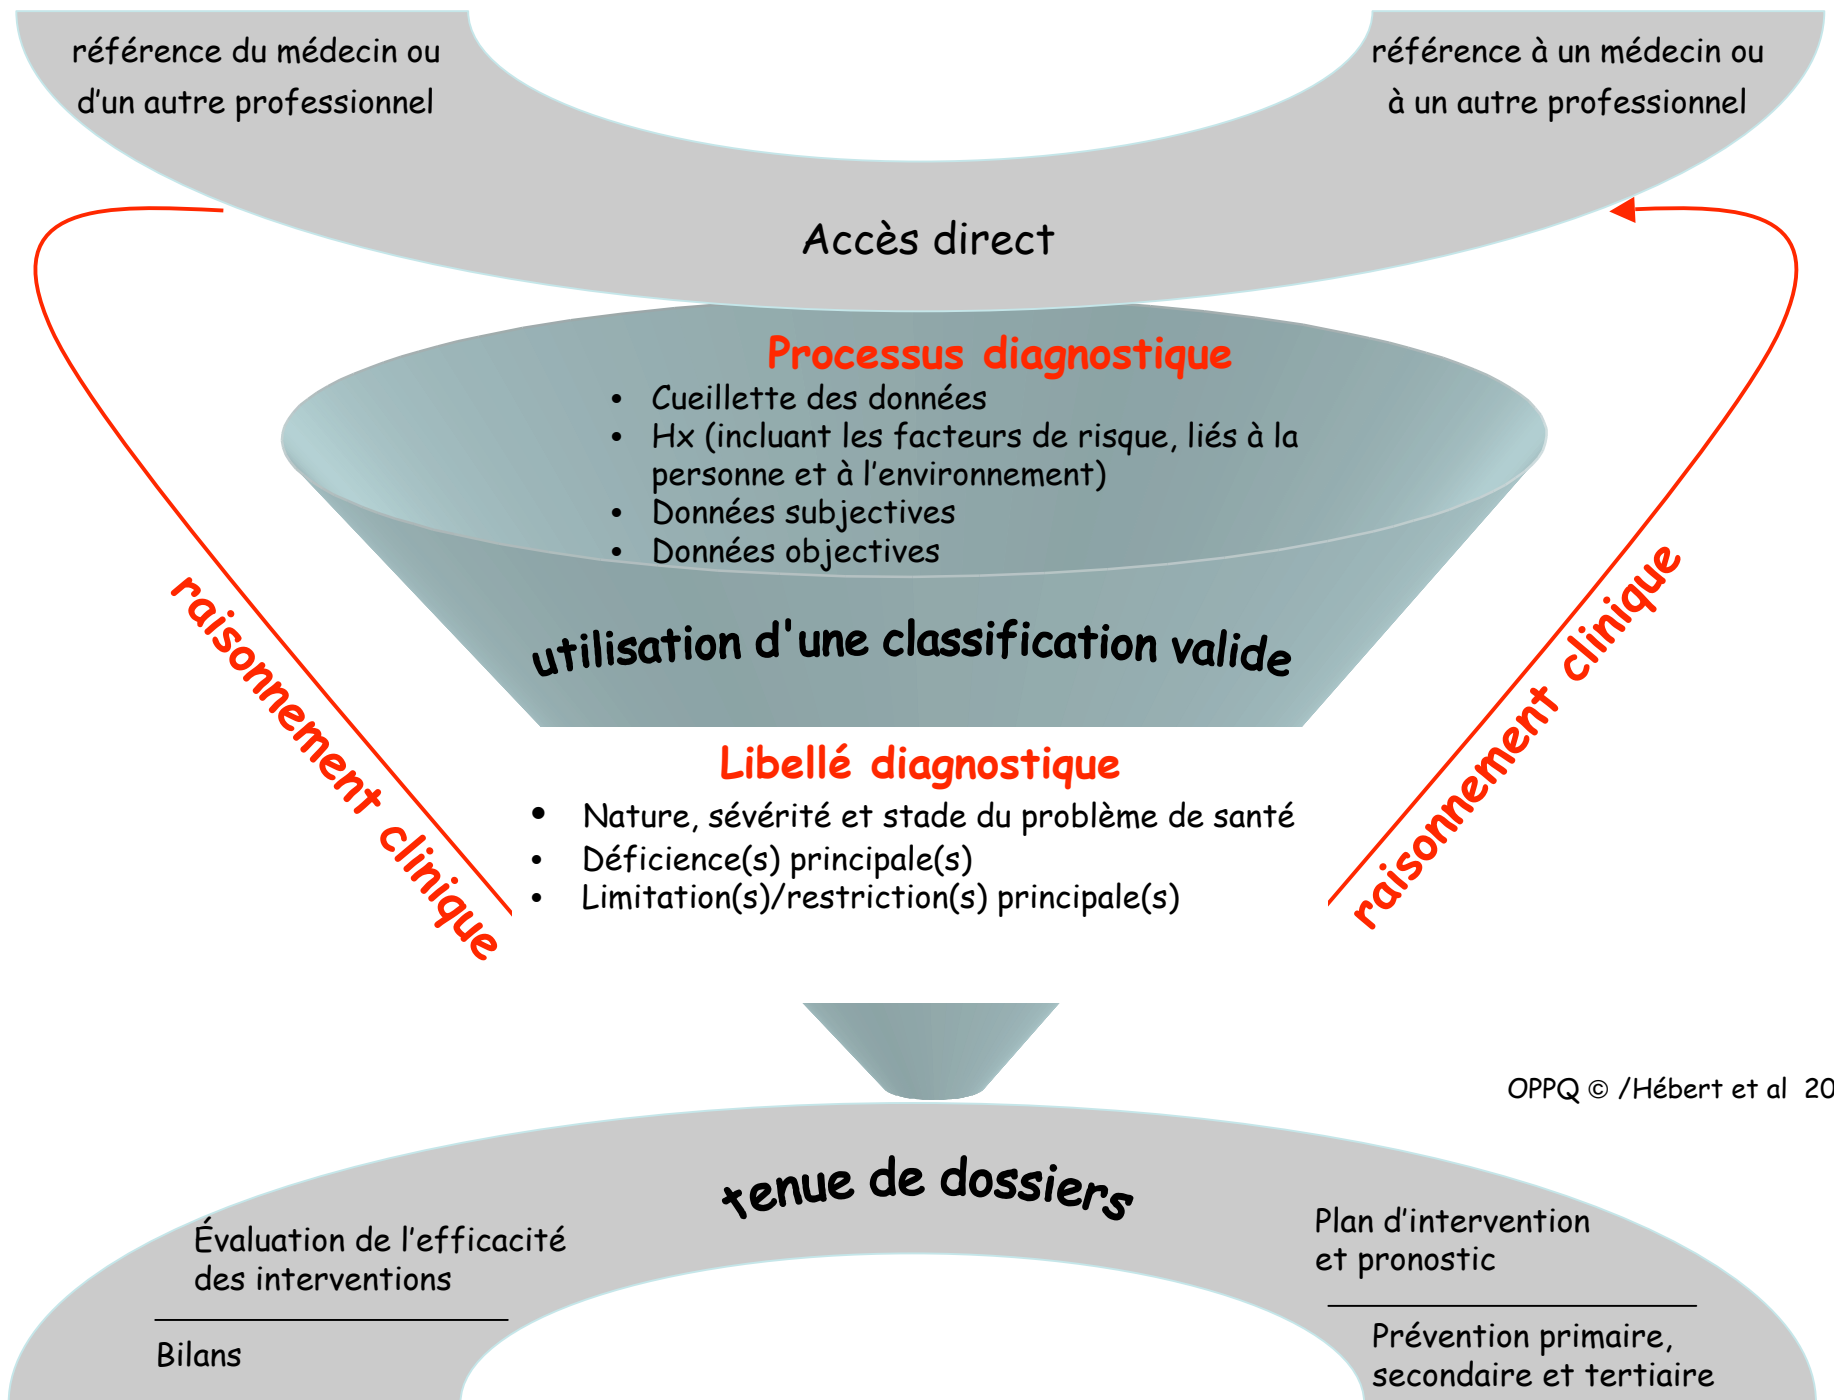 référence du médecin ou
d'un autre professionnel
référence à un médecin ou
à un autre professionnel
Accès direct
Processus diagnostique
• Cueillette des données
• Hx (incluant les facteurs de risque, liés à la
personne et à l'environnement)
• Données subjectives
• Données objectives
utilisation d'une classification valide
raisonnement clinique
raisonnement clinique
Libellé diagnostique
• Nature, sévérité et stade du problème de santé
• Déficience(s) principale(s)
• Limitation(s)/restriction(s) principale(s)
OPPQ © /Hébert et al 20
tenue de dossiers
Évaluation de l'efficacité
des interventions
Bilans
Plan d'intervention
et pronostic
Prévention primaire,
secondaire et tertiaire